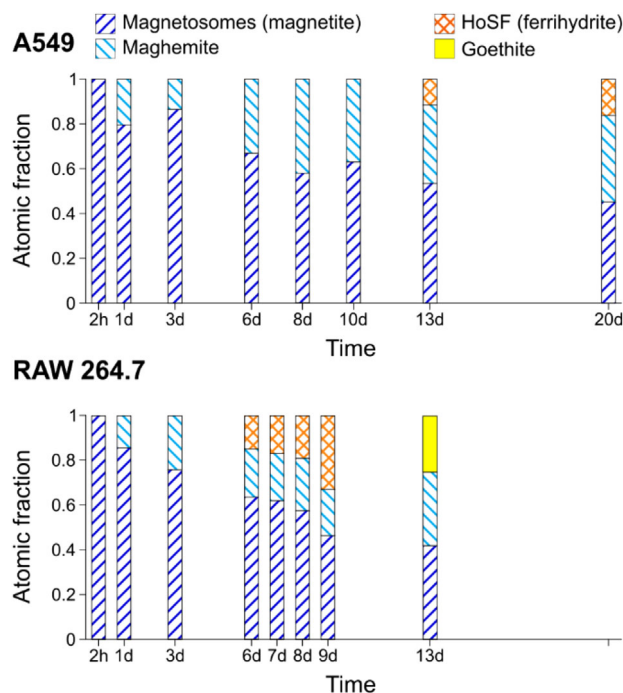 Magnetosomes (magnetite)
HoSF (ferrihydrite)
A549
Maghemite
Goethite
Atomic fraction
1
0.8
0.6
0.4
0.2
0
2h 1d 3d 6d 8d 10d 13d 20d
Time
RAW 264.7
Atomic fraction
1
0.8
0.6
0.4
0.2
0
2h 1d 3d 6d 7d 8d 9d 13d
Time